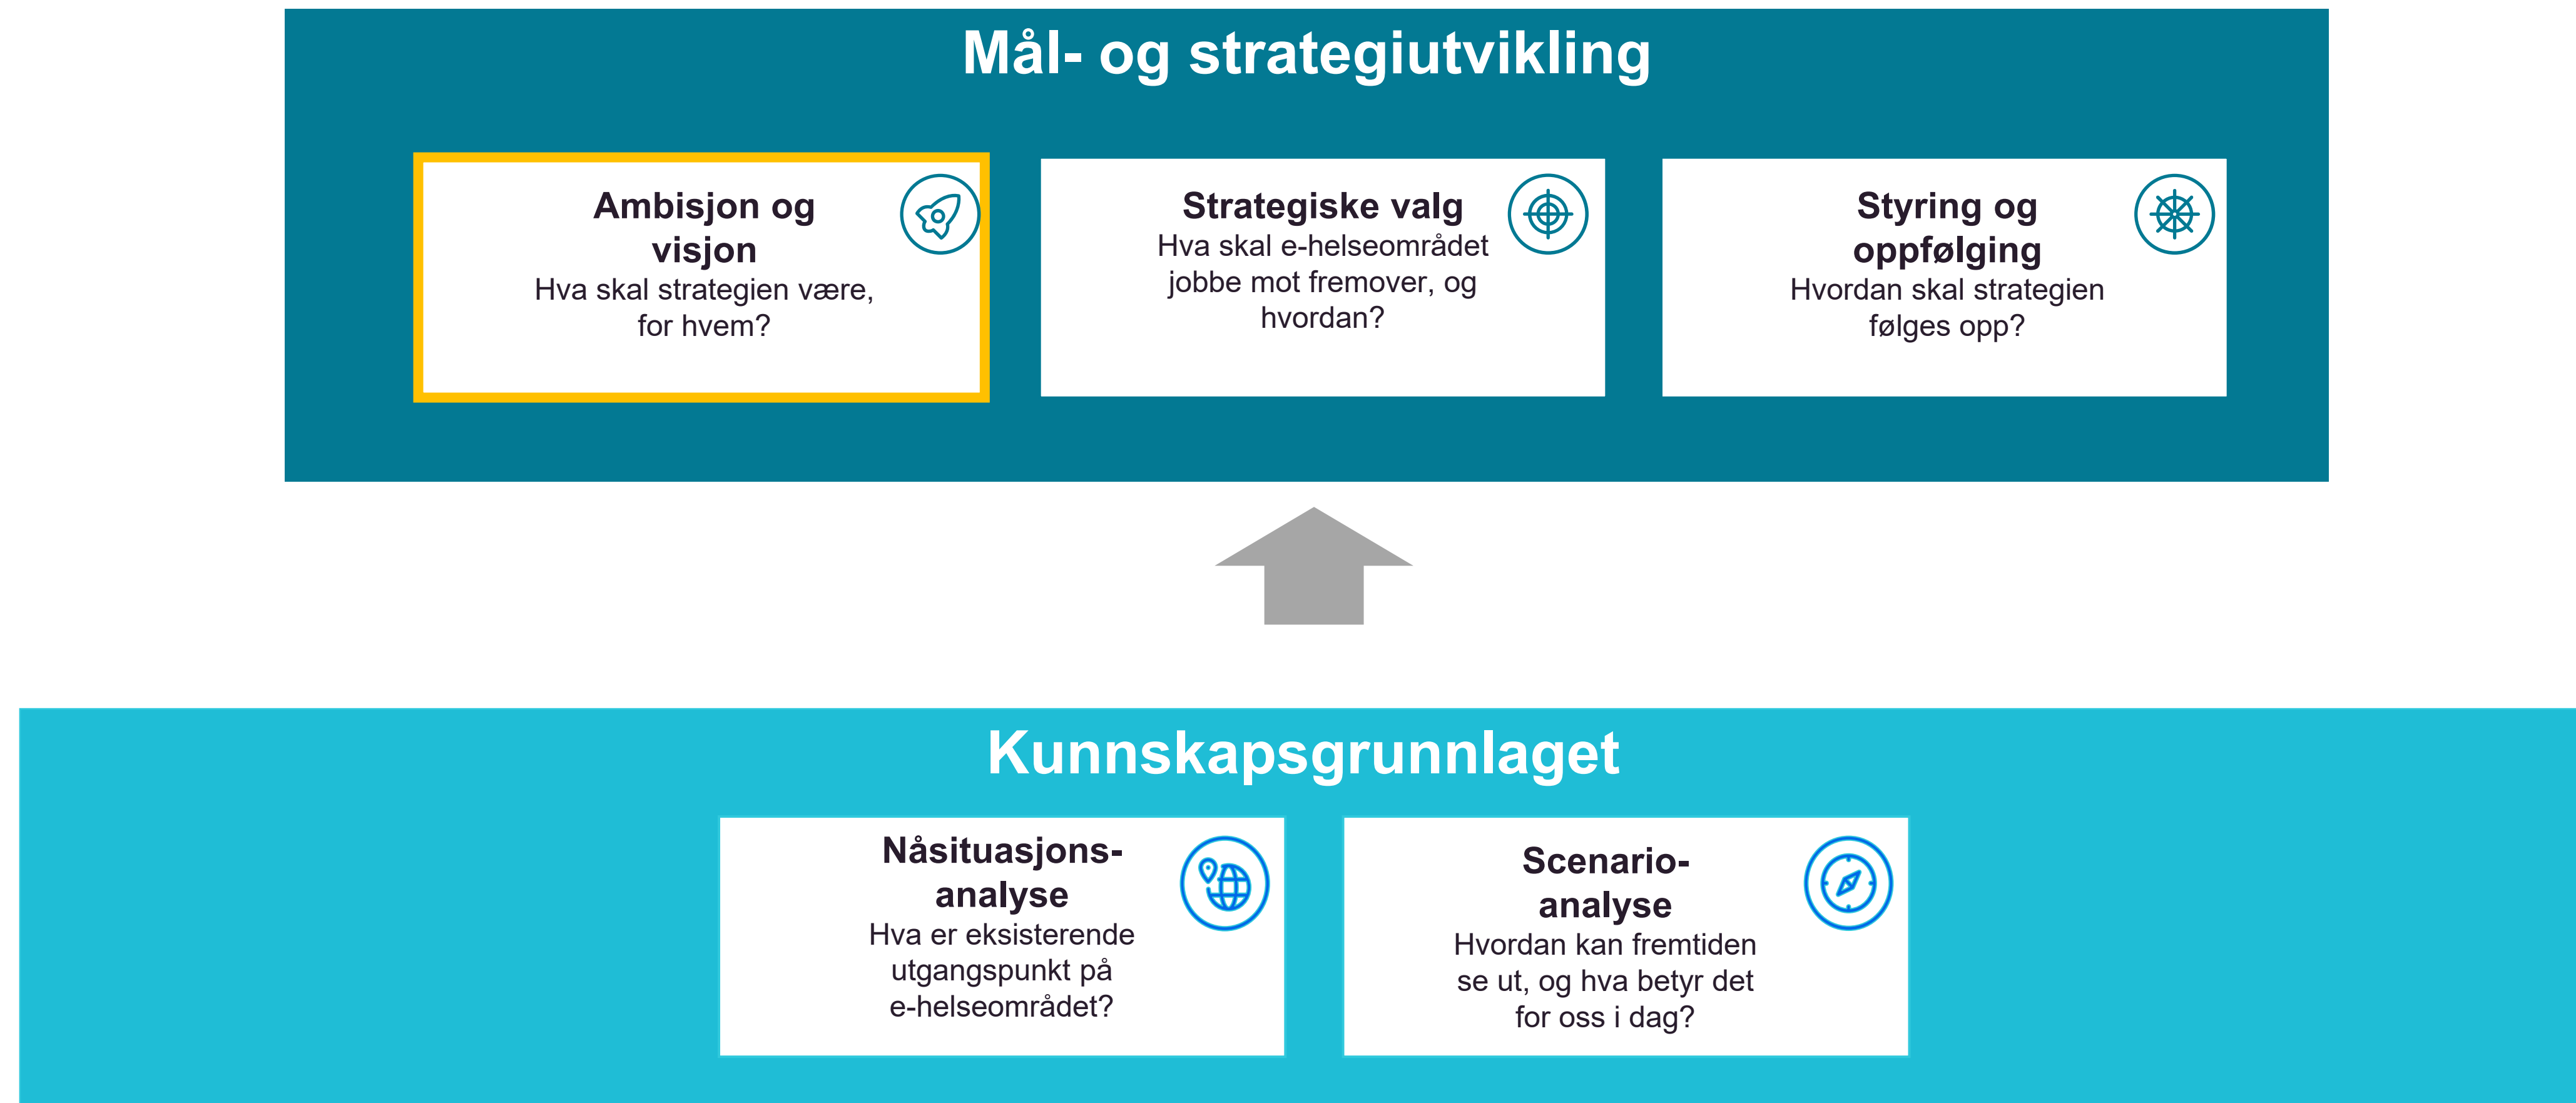 Mål- og strategiutvikling
Ambisjon og
visjon
Hva skal strategien være,
for hvem?
Strategiske valg
Hva skal e-helseområdet
jobbe mot fremover, og
hvordan?
Styring og
oppfølging
Hvordan skal strategien
følges opp?
Kunnskapsgrunnlaget
Nåsituasjons-
analyse
Hva er eksisterende
utgangspunkt på
e-helseområdet?
Scenario-
analyse
Hvordan kan fremtiden
se ut, og hva betyr det
for oss i dag?